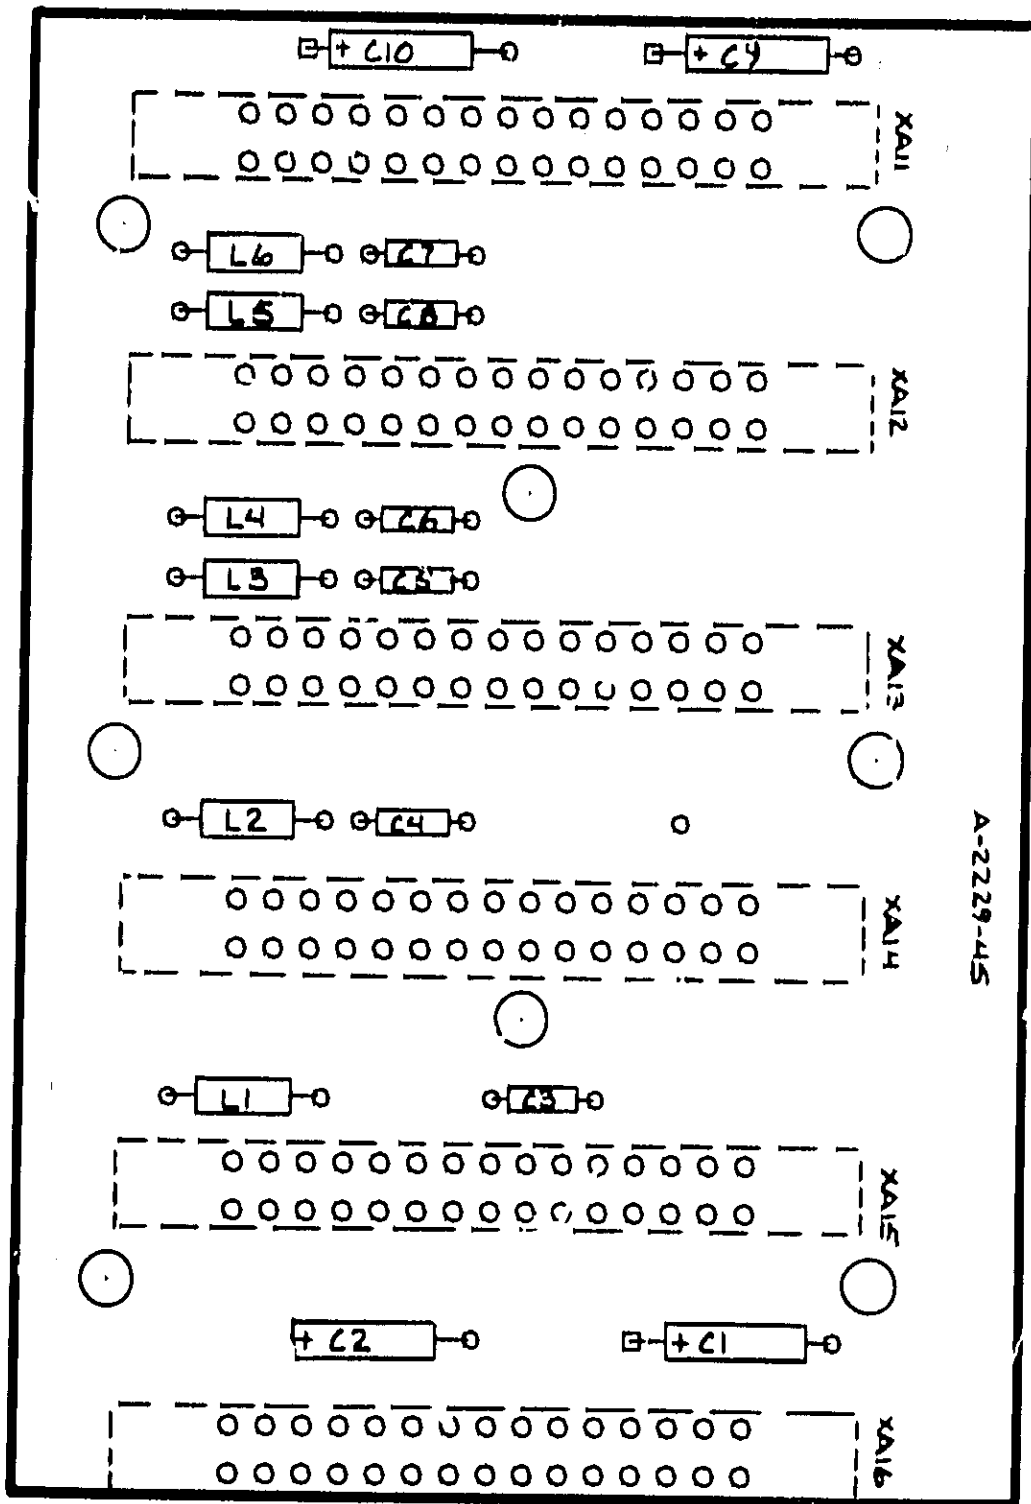 + C10
+ C9
XA11
L6
C7
L5
C8
XA12
L4
C6
L3
C5
XA13
L2
C4
A-2229-45
XA14
L1
C3
XA15
+ C2
+ C1
XA16